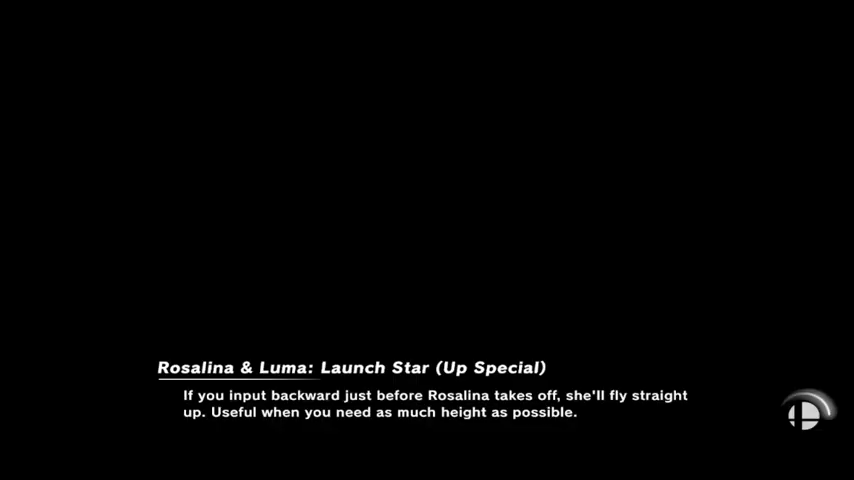 Rosalina & Luma: Launch Star (Up Special)
If you input backward just before Rosalina takes off, she'll fly straight
up. Useful when you need as much height as possible.